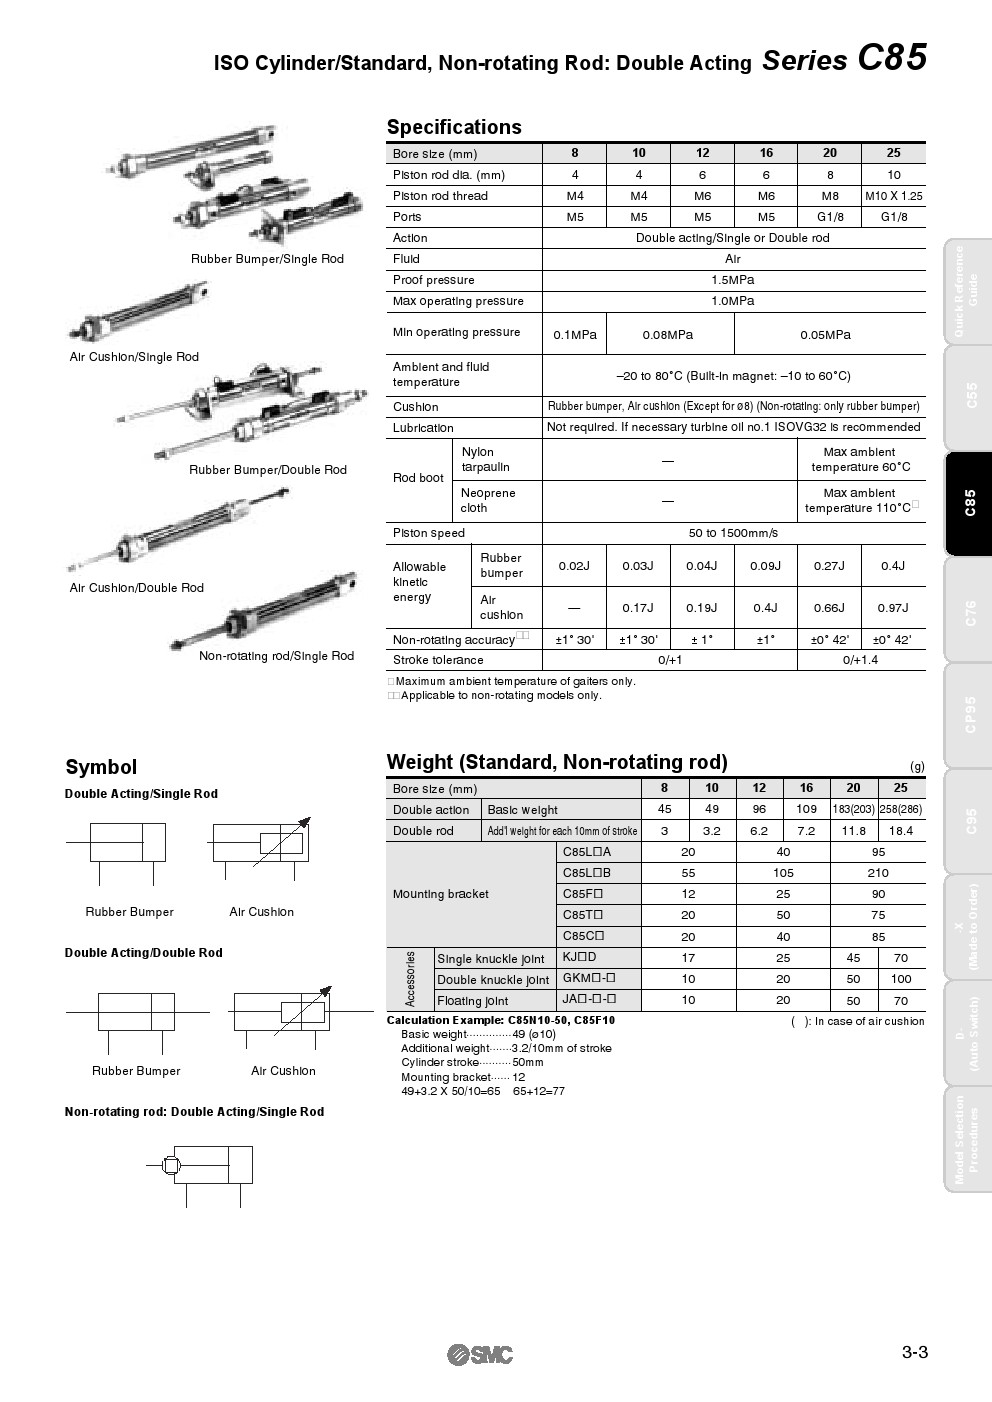 ISO Cylinder/Standard, Non-rotating Rod: Double Acting Series C85
Rubber Bumper/Single Rod
Air Cushion/Single Rod
Rubber Bumper/Double Rod
Air Cushion/Double Rod
Non-rotating rod/Single Rod
Specifications
Bore size (mm) 8 10 12 16 20 25
Piston rod dia. (mm) 4 4 6 6 8 10
Piston rod thread M4 M4 M6 M6 M8 M10 X 1.25
Ports M5 M5 M5 M5 G1/8 G1/8
Action Double acting/Single or Double rod
Fluid Air
Proof pressure 1.5MPa
Max operating pressure 1.0MPa
Min operating pressure 0.1MPa 0.08MPa 0.05MPa
Ambient and fluid
temperature –20 to 80°C (Built-in magnet: –10 to 60°C)
Cushion Rubber bumper, Air cushion (Except for ø8) (Non-rotating: only rubber bumper)
Lubrication Not required. If necessary turbine oil no.1 ISOVG32 is recommended
Rod boot
Nylon
tarpaulin — Max ambient
temperature 60°C
Neoprene
cloth — Max ambient
temperature 110°C□
Piston speed 50 to 1500mm/s
Allowable
kinetic
energy
Rubber
bumper 0.02J 0.03J 0.04J 0.09J 0.27J 0.4J
Air
cushion — 0.17J 0.19J 0.4J 0.66J 0.97J
Non-rotating accuracy□□ ±1° 30' ±1° 30' ± 1° ±1° ±0° 42' ±0° 42'
Stroke tolerance 0/+1 0/+1.4
□Maximum ambient temperature of gaiters only.
□□Applicable to non-rotating models only.
Symbol
Double Acting/Single Rod
Rubber Bumper Air Cushion
Double Acting/Double Rod
Rubber Bumper Air Cushion
Non-rotating rod: Double Acting/Single Rod
Weight (Standard, Non-rotating rod) (g)
Bore size (mm) 8 10 12 16 20 25
Double action Basic weight 45 49 96 109 183(203) 258(286)
Double rod Add'l weight for each 10mm of stroke 3 3.2 6.2 7.2 11.8 18.4
Mounting bracket
C85L□A 20 40 95
C85L□B 55 105 210
C85F□ 12 25 90
C85T□ 20 50 75
C85C□ 20 40 85
Accessories
Single knuckle joint KJ□D 17 25 45 70
Double knuckle joint GKM□-□ 10 20 50 100
Floating joint JA□-□-□ 10 20 50 70
Calculation Example: C85N10-50, C85F10 ( ): In case of air cushion
Basic weight··············49 (ø10)
Additional weight·······3.2/10mm of stroke
Cylinder stroke··········50mm
Mounting bracket······ 12
49+3.2 X 50/10=65 65+12=77
Quick Reference
Guide
C55
C85
C76
CP95
C95
-X
(Made to Order)
D-
(Auto Switch)
Model Selection
Procedures
SMC
3-3